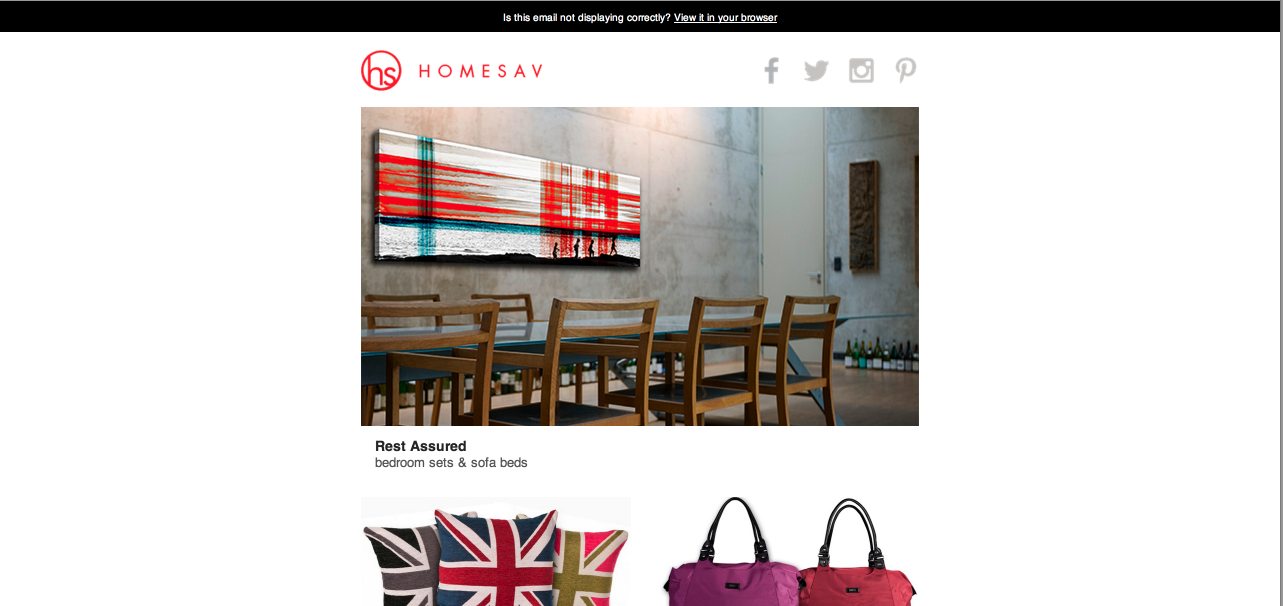 Is this email not displaying correctly? View it in your browser
hs HOMESAV
Rest Assured
bedroom sets & sofa beds